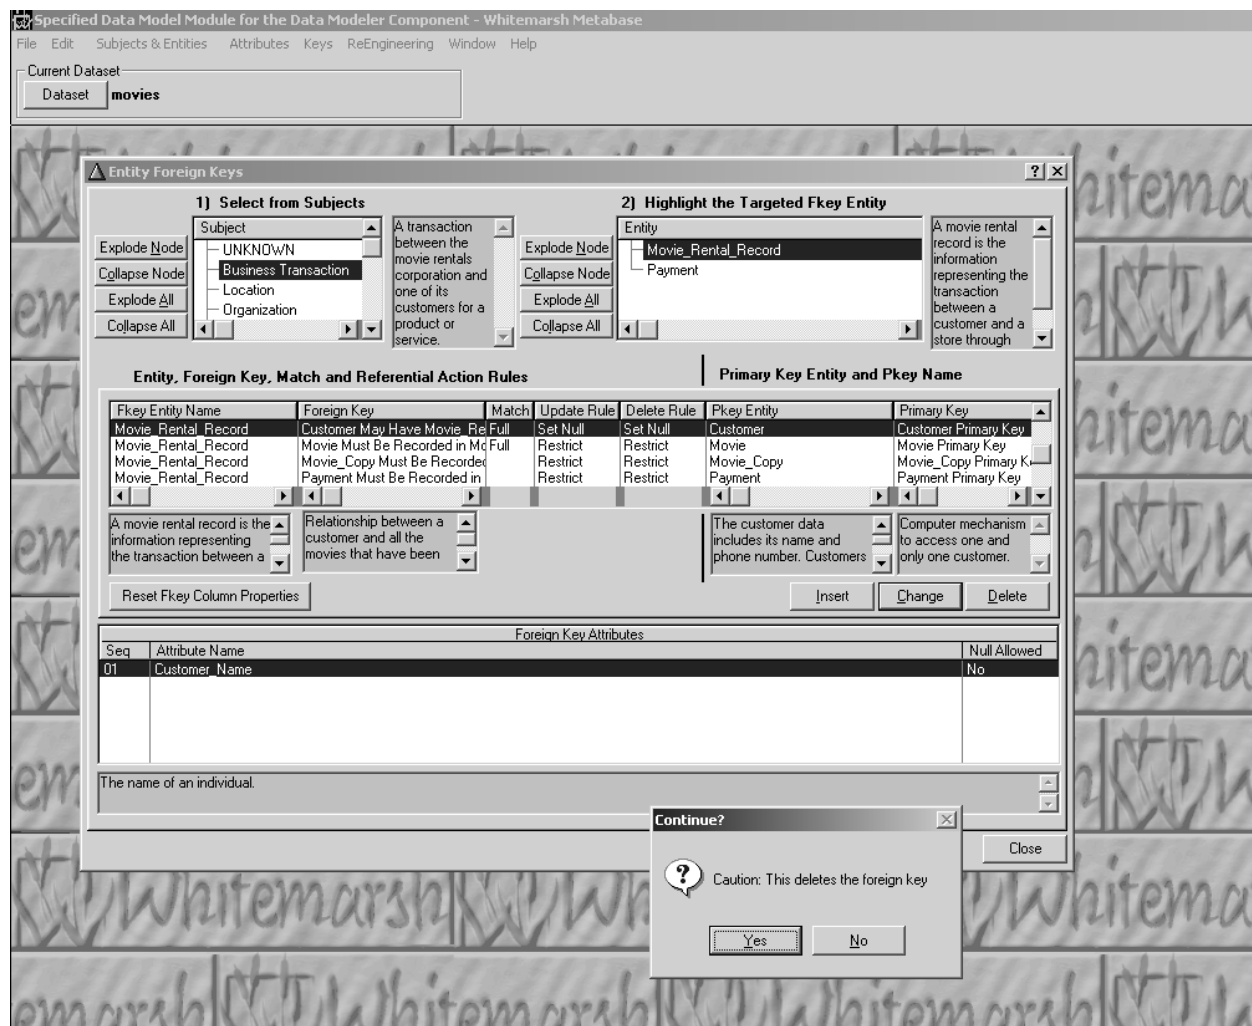 Specified Data Model Module for the Data Modeler Component - Whitemarsh Metabase
File Edit Subjects & Entities Attributes Keys ReEngineering Window Help
Current Dataset
Dataset movies
Entity Foreign Keys
1) Select from Subjects
2) Highlight the Targeted Fkey Entity
Explode Node
Collapse Node
Explode All
Collapse All
Subject
UNKNOWN
Business Transaction
Location
Organization
A transaction
between the
movie rentals
corporation and
one of its
customers for a
product or
service.
Explode Node
Collapse Node
Explode All
Collapse All
Entity
Movie_Rental_Record
Payment
A movie rental
record is the
information
representing the
transaction
between a
customer and a
store through
Entity, Foreign Key, Match and Referential Action Rules
Primary Key Entity and Pkey Name
Fkey Entity Name Foreign Key Match Update Rule Delete Rule Pkey Entity Primary Key
Movie_Rental_Record Customer May Have Movie_Re Full Set Null Set Null Customer Customer Primary Key
Movie_Rental_Record Movie Must Be Recorded in Mo Full Restrict Restrict Movie Movie Primary Key
Movie_Rental_Record Movie_Copy Must Be Recorded Restrict Restrict Movie_Copy Movie_Copy Primary K
Movie_Rental_Record Payment Must Be Recorded in Restrict Restrict Payment Payment Primary Key
A movie rental record is the
information representing
the transaction between a
Relationship between a
customer and all the
movies that have been
The customer data
includes its name and
phone number. Customers
Computer mechanism
to access one and
only one customer.
Reset Fkey Column Properties
Insert Change Delete
Foreign Key Attributes
Seq Attribute Name Null Allowed
01 Customer_Name No
The name of an individual.
Close
Continue?
Caution: This deletes the foreign key
Yes No
Whitemarsh